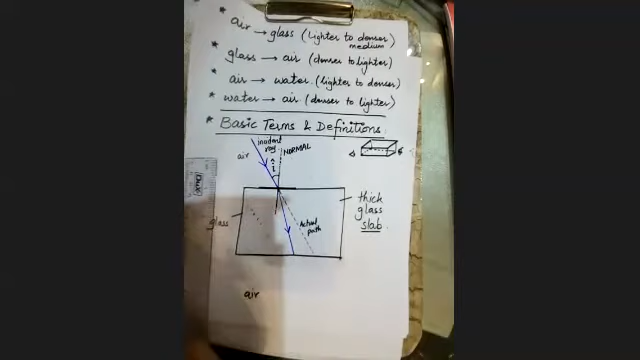 * air → glass (lighter to denser medium)
* glass → air (denser to lighter)
* air → water (lighter to denser)
* water → air (denser to lighter)
* Basic Terms & Definitions
incident ray
NORMAL
air
i
glass
Actual path
thick glass slab
air